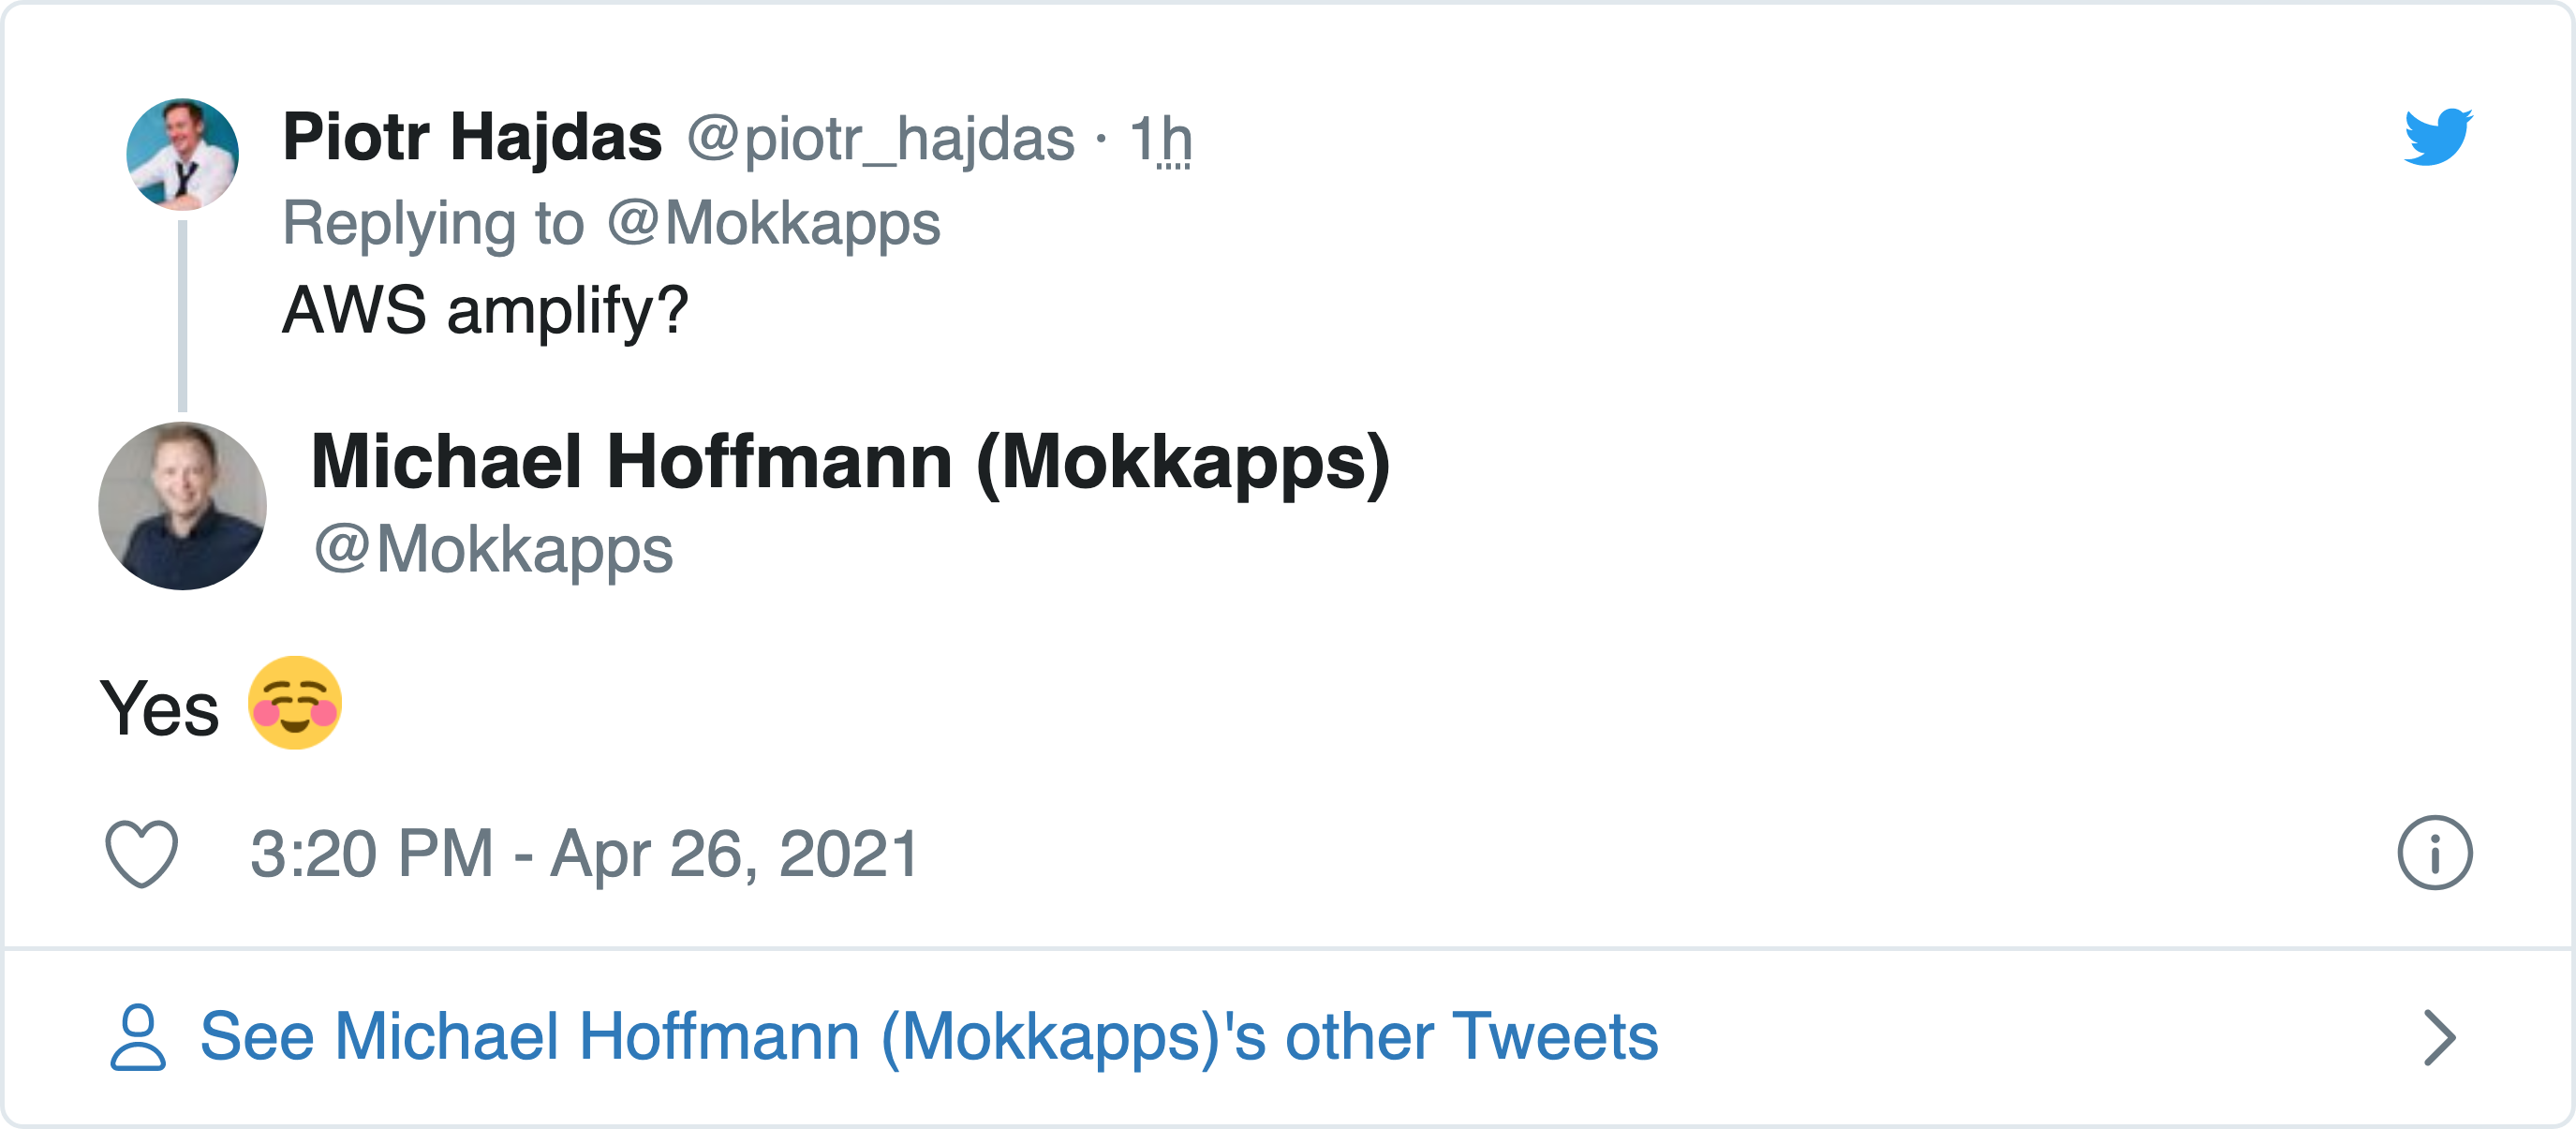 Piotr Hajdas @piotr_hajdas · 1h
Replying to @Mokkapps
AWS amplify?
Michael Hoffmann (Mokkapps)
@Mokkapps
Yes ☺️
3:20 PM - Apr 26, 2021
See Michael Hoffmann (Mokkapps)'s other Tweets